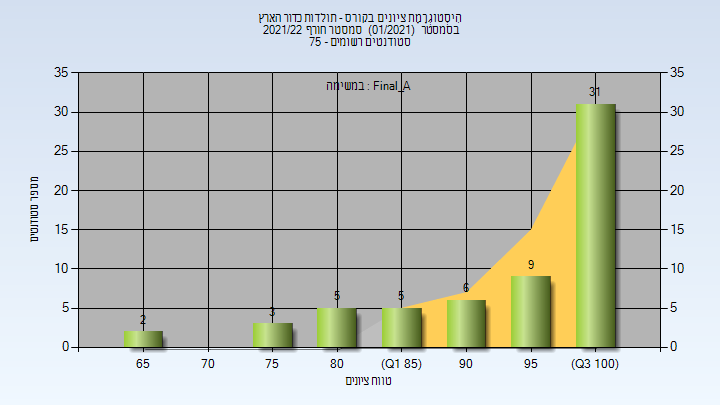 היסטוגרמת ציונים בקורס - תולדות כדור הארץ
בסמסטר (01/2021) סמסטר חורף 2021/22
סטודנטים רשומים - 75
במשימה : Final_A
מספר סטודנטים
35 35
30 30
25 25
20 20
15 15
10 10
5 5
0 0
2 3 5 5 6 9 31
65 70 75 80 (Q1 85) 90 95 (Q3 100)
טווח ציונים